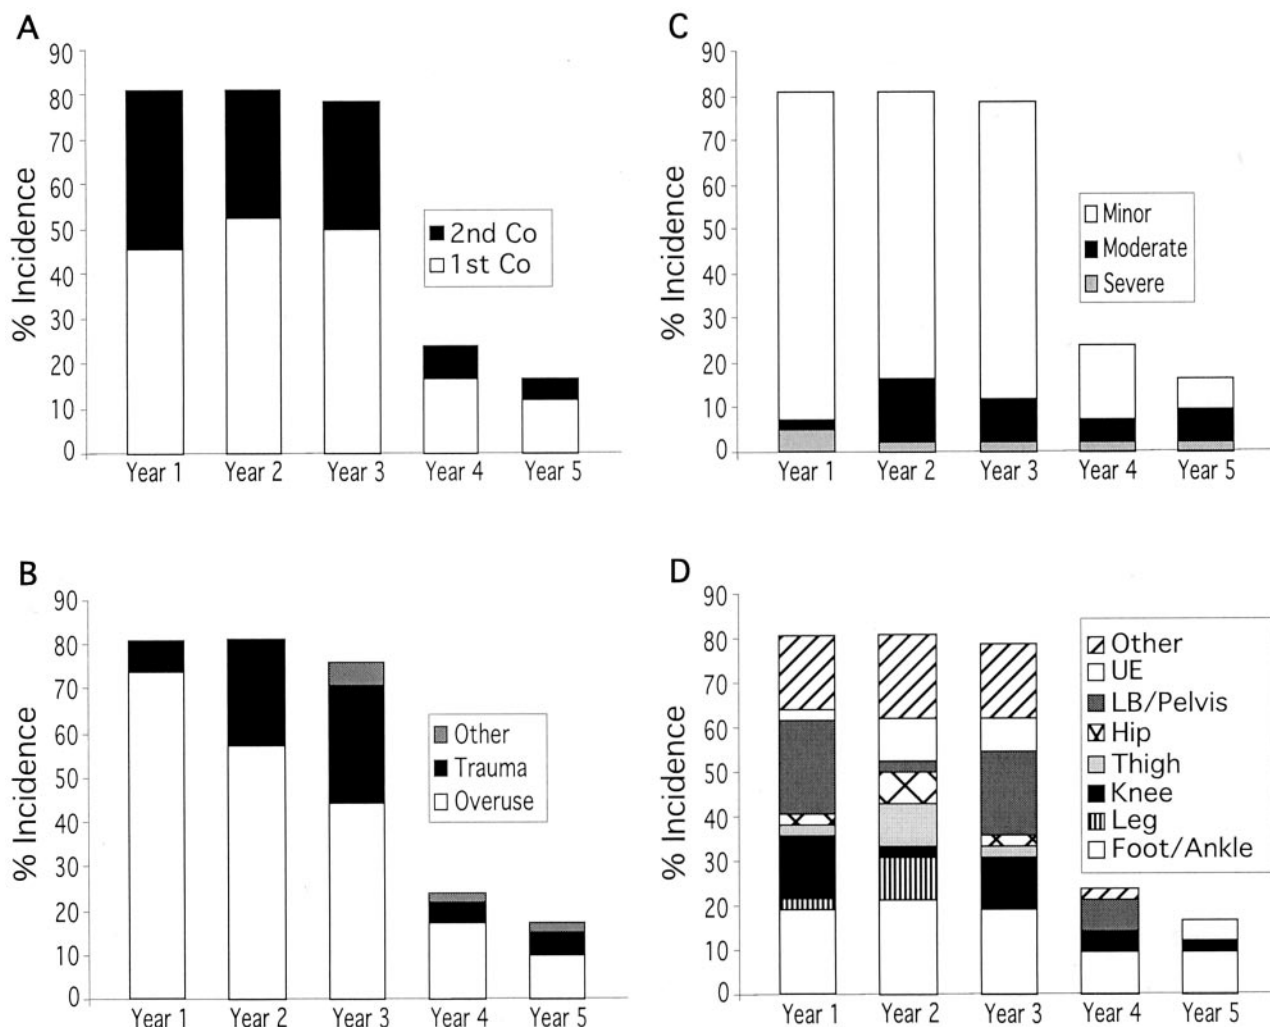 A
% Incidence
90
80
70
60
50
40
30
20
10
0
2nd Co
1st Co
Year 1 Year 2 Year 3 Year 4 Year 5
C
% Incidence
90
80
70
60
50
40
30
20
10
0
Minor
Moderate
Severe
Year 1 Year 2 Year 3 Year 4 Year 5
B
% Incidence
90
80
70
60
50
40
30
20
10
0
Other
Trauma
Overuse
Year 1 Year 2 Year 3 Year 4 Year 5
D
% Incidence
90
80
70
60
50
40
30
20
10
0
Other
UE
LB/Pelvis
Hip
Thigh
Knee
Leg
Foot/Ankle
Year 1 Year 2 Year 3 Year 4 Year 5